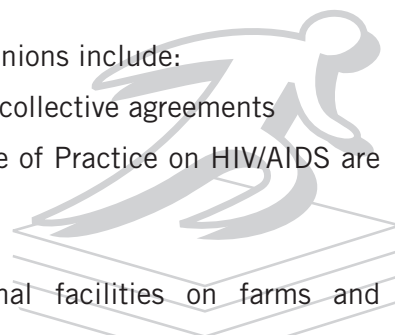 nions include:
collective agreements
e of Practice on HIV/AIDS are
nal facilities on farms and